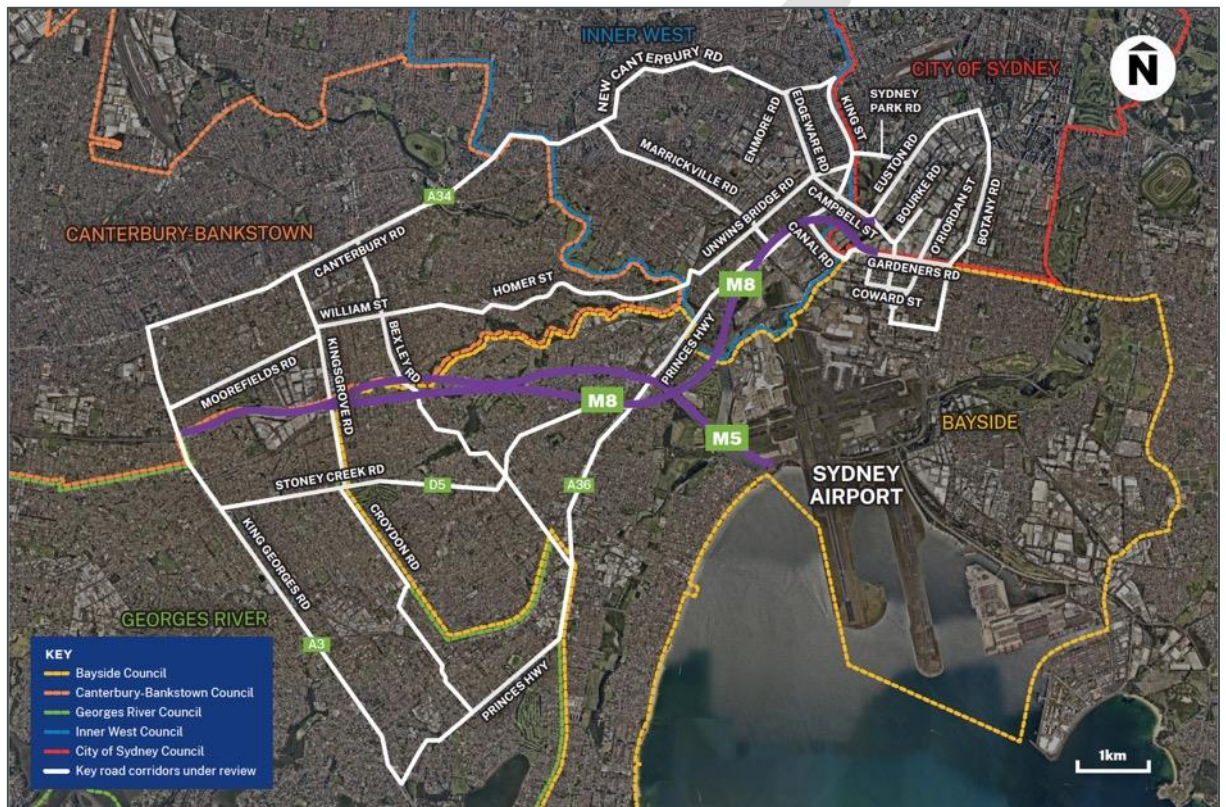 INNER WEST
CITY OF SYDNEY
N
NEW CANTERBURY RD
SYDNEY
PARK RD
KING ST
ENMORE RD
EDGEWARE RD
EUSTON RD
MARRICKVILLE RD
BOURKE RD
O'RIORDAN ST
BOTANY RD
A34
UNWINS BRIDGE RD
CAMPBELL ST
CANTERBURY-BANKSTOWN
CANTERBURY RD
CANAL RD
GARDENERS RD
HOMER ST
M8
COWARD ST
WILLIAM ST
BEXLEY RD
PRINCES HWY
KINGSGROVE RD
MOOREFIELDS RD
M8
BAYSIDE
M5
STONEY CREEK RD
D5
A36
SYDNEY
AIRPORT
CROYDON RD
KING GEORGES RD
GEORGES RIVER
A3
PRINCES HWY
KEY
Bayside Council
Canterbury-Bankstown Council
Georges River Council
Inner West Council
City of Sydney Council
Key road corridors under review
1km